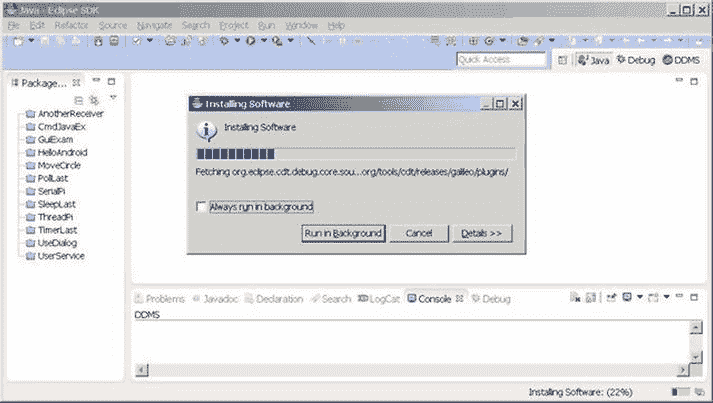 Java - Eclipse SDK
File Edit Refactor Source Navigate Search Project Run Window Help
Quick Access
Java Debug DDMS
Package...
AnotherReceiver
CmdJavaEx
GuiExam
HelloAndroid
MoveCircle
PollLast
SerialPi
SleepLast
ThreadPi
TimerLast
UseDialog
UserService
Installing Software
Installing Software
Fetching org.eclipse.cdt.debug.core.sou...org/tools/cdt/releases/galileo/plugins/
Always run in background
Run in Background Cancel Details >>
Problems Javadoc Declaration Search LogCat Console Debug
DDMS
Installing Software: (22%)